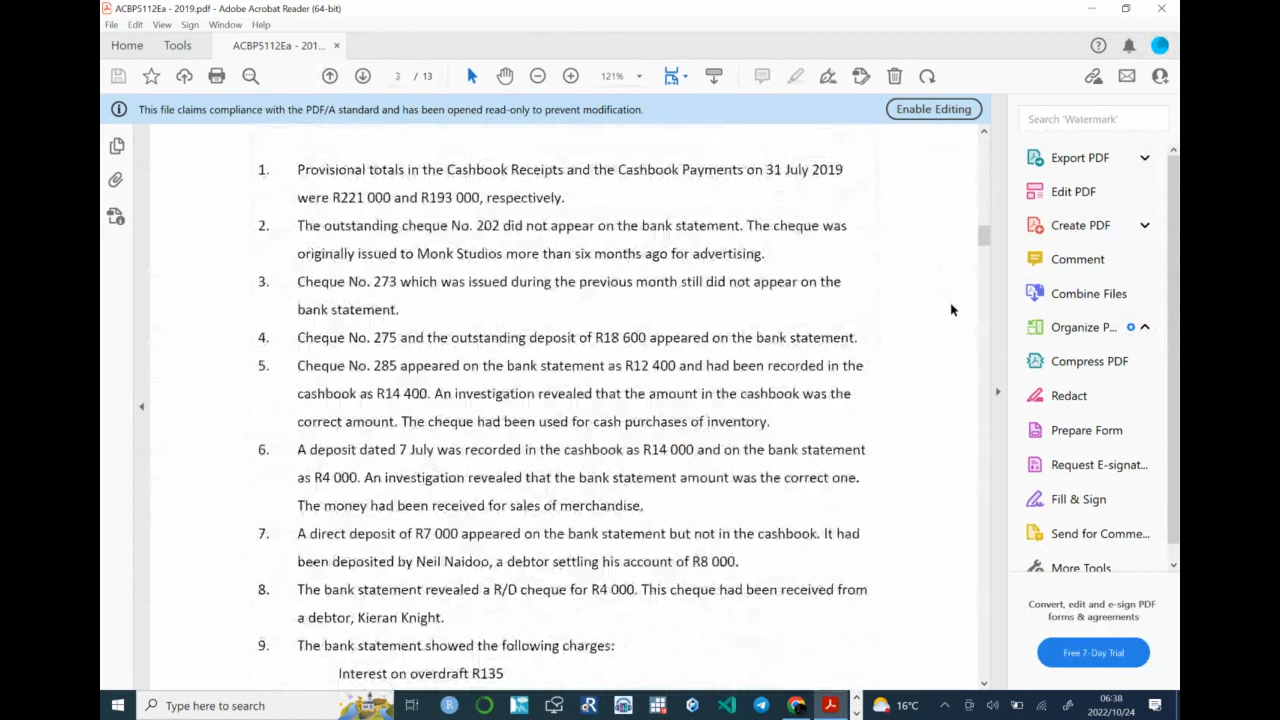 ACBP5112Ea - 2019.pdf - Adobe Acrobat Reader (64-bit)
File Edit View Sign Window Help
Home Tools ACBP5112Ea - 201... ×
3 / 13 121%
This file claims compliance with the PDF/A standard and has been opened read-only to prevent modification. Enable Editing
1. Provisional totals in the Cashbook Receipts and the Cashbook Payments on 31 July 2019
were R221 000 and R193 000, respectively.
2. The outstanding cheque No. 202 did not appear on the bank statement. The cheque was
originally issued to Monk Studios more than six months ago for advertising.
3. Cheque No. 273 which was issued during the previous month still did not appear on the
bank statement.
4. Cheque No. 275 and the outstanding deposit of R18 600 appeared on the bank statement.
5. Cheque No. 285 appeared on the bank statement as R12 400 and had been recorded in the
cashbook as R14 400. An investigation revealed that the amount in the cashbook was the
correct amount. The cheque had been used for cash purchases of inventory.
6. A deposit dated 7 July was recorded in the cashbook as R14 000 and on the bank statement
as R4 000. An investigation revealed that the bank statement amount was the correct one.
The money had been received for sales of merchandise.
7. A direct deposit of R7 000 appeared on the bank statement but not in the cashbook. It had
been deposited by Neil Naidoo, a debtor settling his account of R8 000.
8. The bank statement revealed a R/D cheque for R4 000. This cheque had been received from
a debtor, Kieran Knight.
9. The bank statement showed the following charges:
Interest on overdraft R135
Search 'Watermark'
Export PDF
Edit PDF
Create PDF
Comment
Combine Files
Organize P...
Compress PDF
Redact
Prepare Form
Request E-signat...
Fill & Sign
Send for Comme...
More Tools
Convert, edit and e-sign PDF
forms & agreements
Free 7-Day Trial
Type here to search
16°C
06:38
2022/10/24